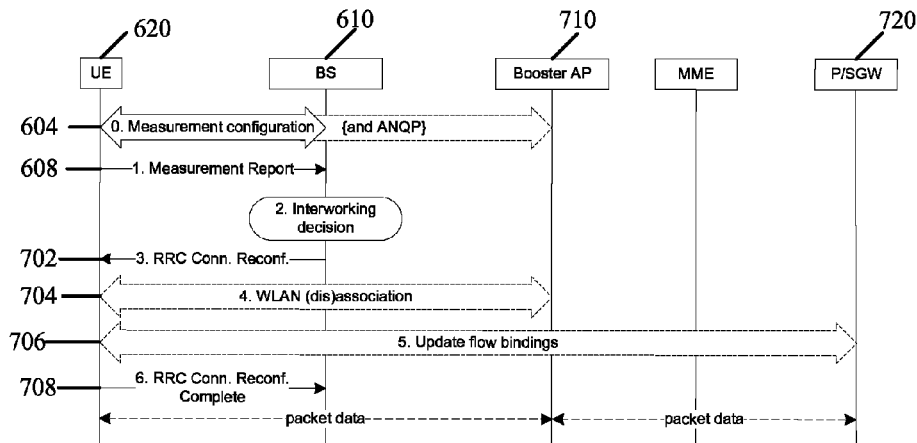 620 610 710 720
UE BS Booster AP MME P/SGW
604 0. Measurement configuration {and ANQP}
608 1. Measurement Report
2. Interworking
decision
702 3. RRC Conn. Reconf.
704 4. WLAN (dis)association
706 5. Update flow bindings
708 6. RRC Conn. Reconf.
Complete
packet data packet data